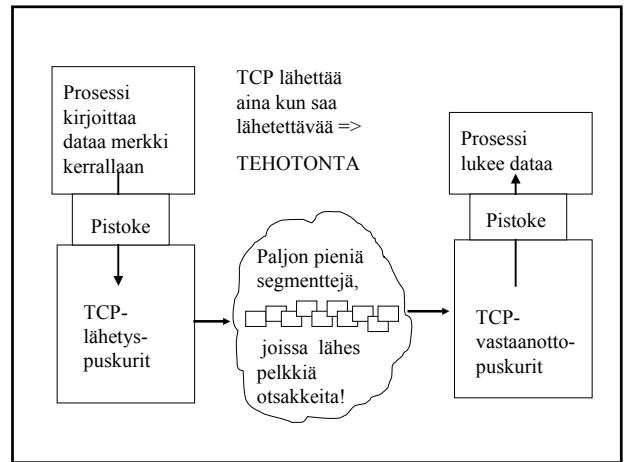 Prosessi
kirjoittaa
dataa merkki
kerrallaan
Pistoke
TCP-
lähetys-
puskurit
TCP lähettää
aina kun saa
lähetettävää =>
TEHOTONTA
Paljon pieniä
segmenttejä,
joissa lähes
pelkkiä
otsakkeita!
Prosessi
lukee dataa
Pistoke
TCP-
vastaanotto-
puskurit